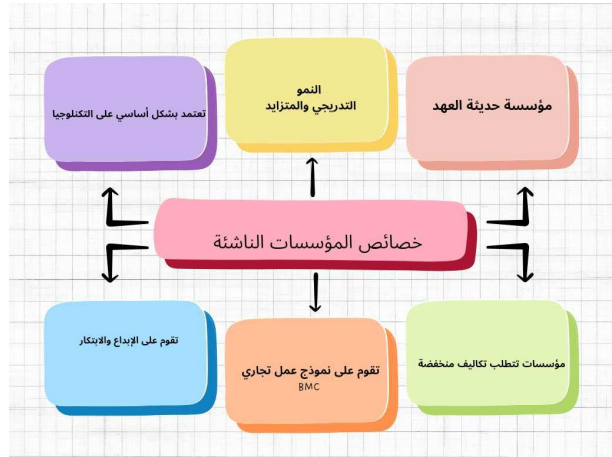 مؤسسة حديثة العهد
النمو
التدريجي والمتزايد
تعتمد بشكل أساسي على التكنلوجيا
خصائص المؤسسات الناشئة
مؤسسات تتطلب تكاليف منخفضة
تقوم على نموذج عمل تجاري
BMC
تقوم على الإبداع والابتكار